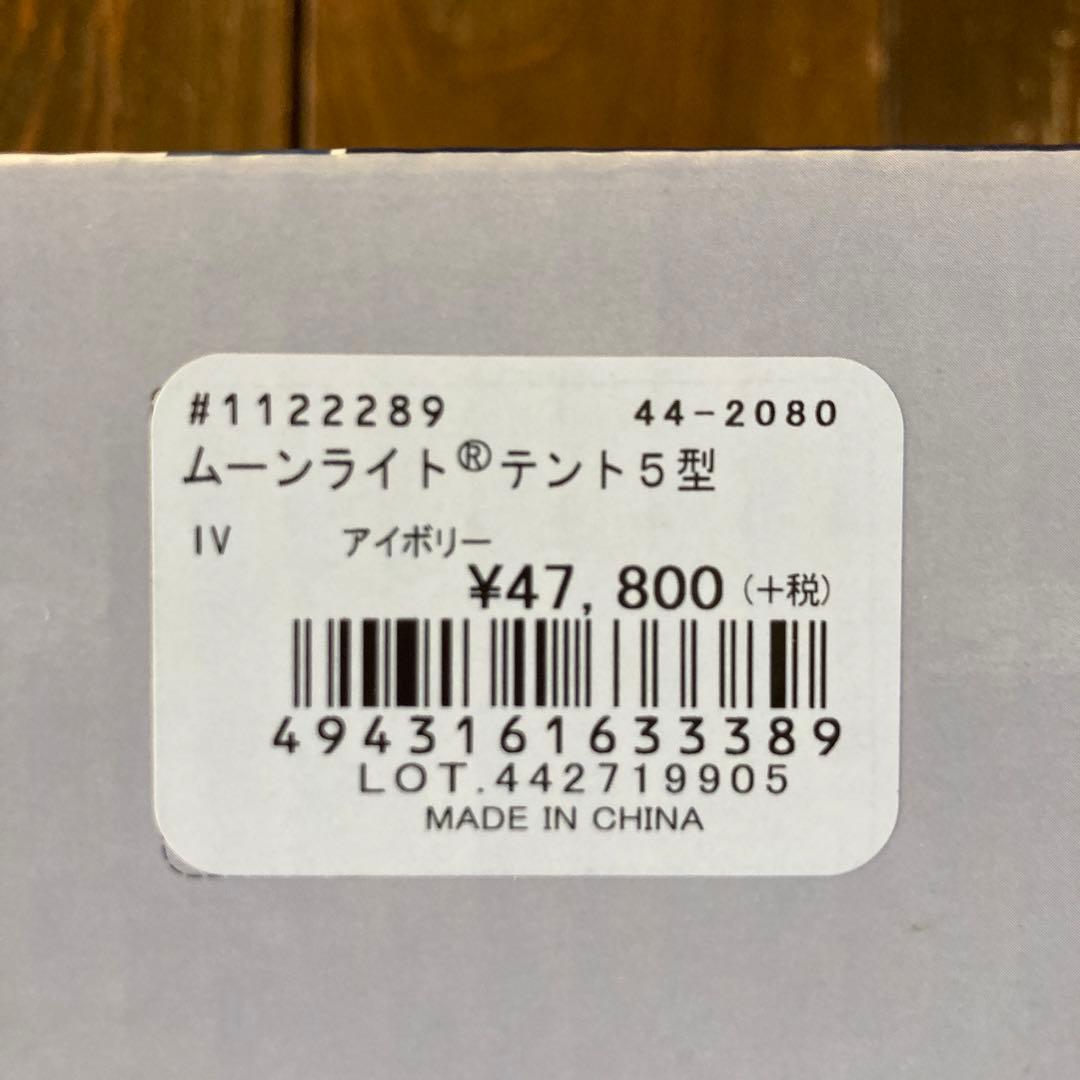 #1122289 44-2080
ムーンライト®テント5型
IV アイボリー
¥47,800(+税)
4943161633389
LOT.442719905
MADE IN CHINA